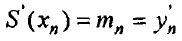 S'(xₙ) = mₙ = y'ₙ